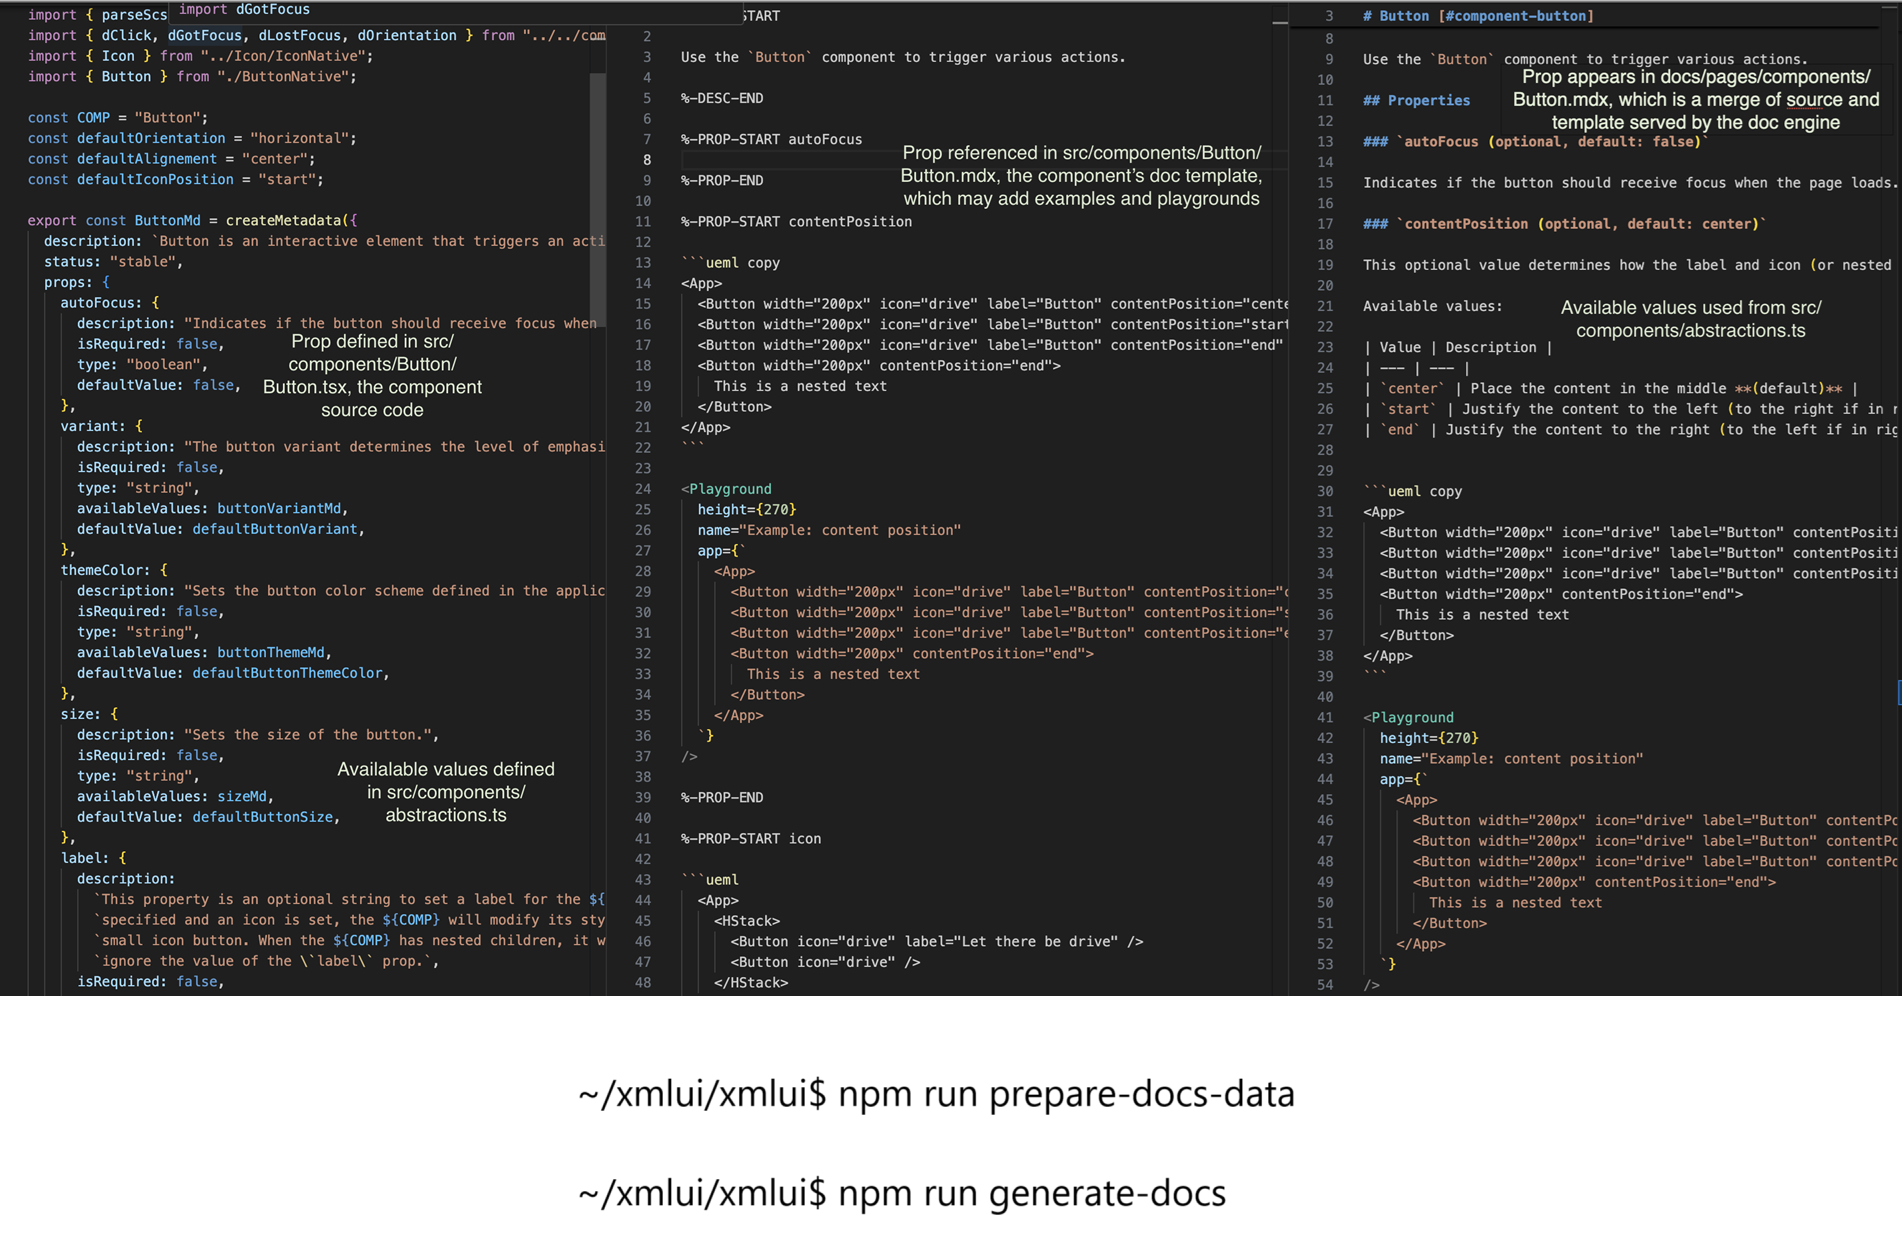 import { parseScs
import dGotFocus
import { dClick, dGotFocus, dLostFocus, dOrientation } from "../../com
import { Icon } from "../Icon/IconNative";
import { Button } from "./ButtonNative";
const COMP = "Button";
const defaultOrientation = "horizontal";
const defaultAlignement = "center";
const defaultIconPosition = "start";
export const ButtonMd = createMetadata({
description: `Button is an interactive element that triggers an acti
status: "stable",
props: {
autoFocus: {
description: "Indicates if the button should receive focus when
isRequired: false,
type: "boolean",
defaultValue: false,
},
Prop defined in src/
components/Button/
Button.tsx, the component
source code
variant: {
description: "The button variant determines the level of emphasi
isRequired: false,
type: "string",
availableValues: buttonVariantMd,
defaultValue: defaultButtonVariant,
},
themeColor: {
description: "Sets the button color scheme defined in the applic
isRequired: false,
type: "string",
availableValues: buttonThemeMd,
defaultValue: defaultButtonThemeColor,
},
size: {
description: "Sets the size of the button.",
isRequired: false,
type: "string",
availableValues: sizeMd,
defaultValue: defaultButtonSize,
},
Availalable values defined
in src/components/
abstractions.ts
label: {
description:
`This property is an optional string to set a label for the ${
`specified and an icon is set, the ${COMP} will modify its sty
`small icon button. When the ${COMP} has nested children, it w
`ignore the value of the \`label\` prop.`,
isRequired: false,
START
2
3 Use the `Button` component to trigger various actions.
4
5 %-DESC-END
6
7 %-PROP-START autoFocus
8
9 %-PROP-END
10
Prop referenced in src/components/Button/
Button.mdx, the component's doc template,
which may add examples and playgrounds
11 %-PROP-START contentPosition
12
13 ```ueml copy
14 <App>
15 <Button width="200px" icon="drive" label="Button" contentPosition="cente
16 <Button width="200px" icon="drive" label="Button" contentPosition="start
17 <Button width="200px" icon="drive" label="Button" contentPosition="end"
18 <Button width="200px" contentPosition="end">
19 This is a nested text
20 </Button>
21 </App>
22 ```
23
24 <Playground
25 height={270}
26 name="Example: content position"
27 app={`
28 <App>
29 <Button width="200px" icon="drive" label="Button" contentPosition="c
30 <Button width="200px" icon="drive" label="Button" contentPosition="s
31 <Button width="200px" icon="drive" label="Button" contentPosition="e
32 <Button width="200px" contentPosition="end">
33 This is a nested text
34 </Button>
35 </App>
36 `}
37 />
38
39 %-PROP-END
40
41 %-PROP-START icon
42
43 ```ueml
44 <App>
45 <HStack>
46 <Button icon="drive" label="Let there be drive" />
47 <Button icon="drive" />
48 </HStack>
3 # Button [#component-button]
8
9 Use the `Button` component to trigger various actions.
10
11 ## Properties
12
Prop appears in docs/pages/components/
Button.mdx, which is a merge of source and
template served by the doc engine
13 ### `autoFocus (optional, default: false)`
14
15 Indicates if the button should receive focus when the page loads.
16
17 ### `contentPosition (optional, default: center)`
18
19 This optional value determines how the label and icon (or nested
20
21 Available values:
22
Available values used from src/
components/abstractions.ts
23 | Value | Description |
24 | --- | --- |
25 | `center` | Place the content in the middle **(default)** |
26 | `start` | Justify the content to the left (to the right if in r
27 | `end` | Justify the content to the right (to the left if in rig
28
29
30 ```ueml copy
31 <App>
32 <Button width="200px" icon="drive" label="Button" contentPositi
33 <Button width="200px" icon="drive" label="Button" contentPositi
34 <Button width="200px" icon="drive" label="Button" contentPositi
35 <Button width="200px" contentPosition="end">
36 This is a nested text
37 </Button>
38 </App>
39 ```
40
41 <Playground
42 height={270}
43 name="Example: content position"
44 app={`
45 <App>
46 <Button width="200px" icon="drive" label="Button" contentPo
47 <Button width="200px" icon="drive" label="Button" contentPo
48 <Button width="200px" icon="drive" label="Button" contentPo
49 <Button width="200px" contentPosition="end">
50 This is a nested text
51 </Button>
52 </App>
53 `}
54 />
~/xmlui/xmlui$ npm run prepare-docs-data
~/xmlui/xmlui$ npm run generate-docs